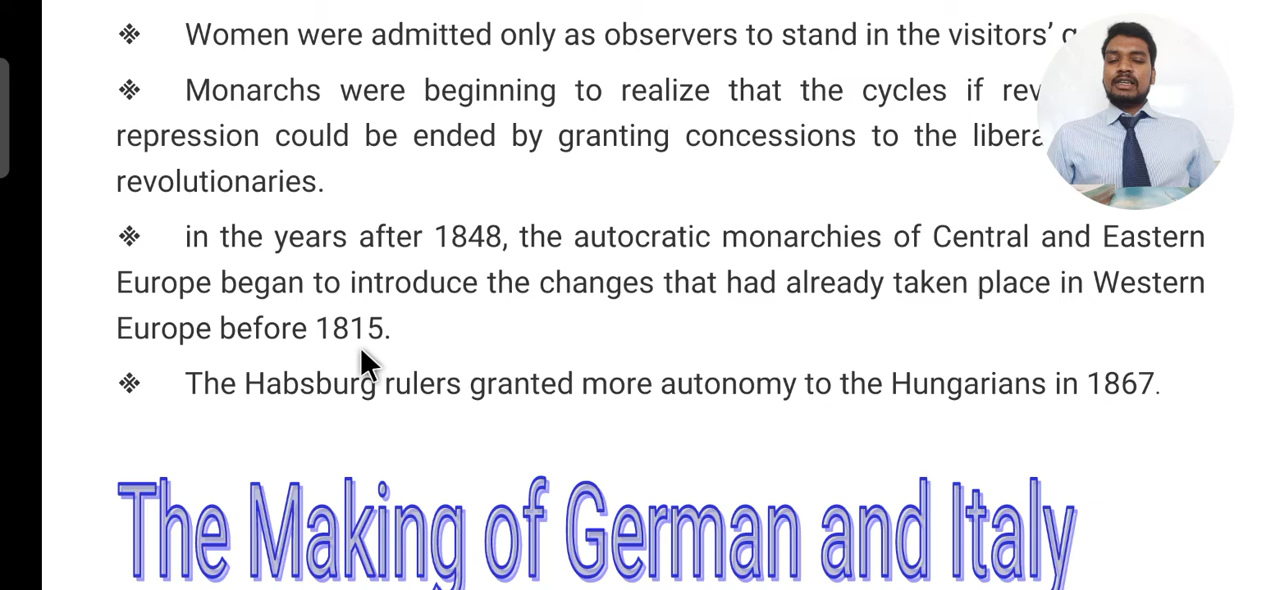 ❖ Women were admitted only as observers to stand in the visitors’
❖ Monarchs were beginning to realize that the cycles if
repression could be ended by granting concessions to the
revolutionaries.
❖ in the years after 1848, the autocratic monarchies of Central and Eastern
Europe began to introduce the changes that had already taken place in Western
Europe before 1815.
❖ The Habsburg rulers granted more autonomy to the Hungarians in 1867.
The Making of German and Italy